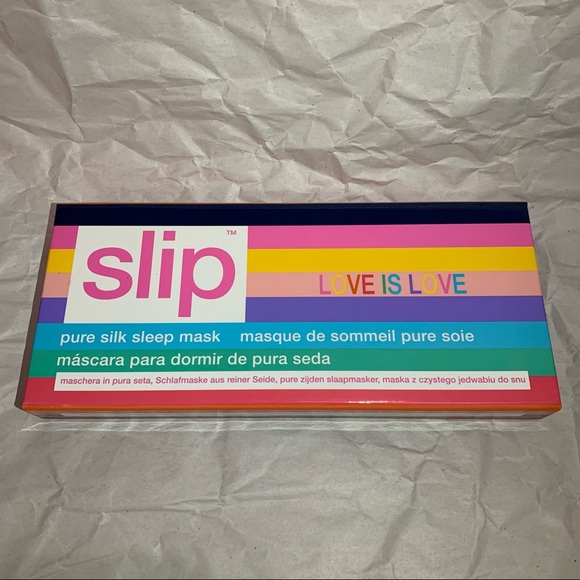 slip™
LOVE IS LOVE
pure silk sleep mask masque de sommeil pure soie
máscara para dormir de pura seda
maschera in pura seta, Schlafmaske aus reiner Seide, pure zijden slaapmasker, maska z czystego jedwabiu do snu